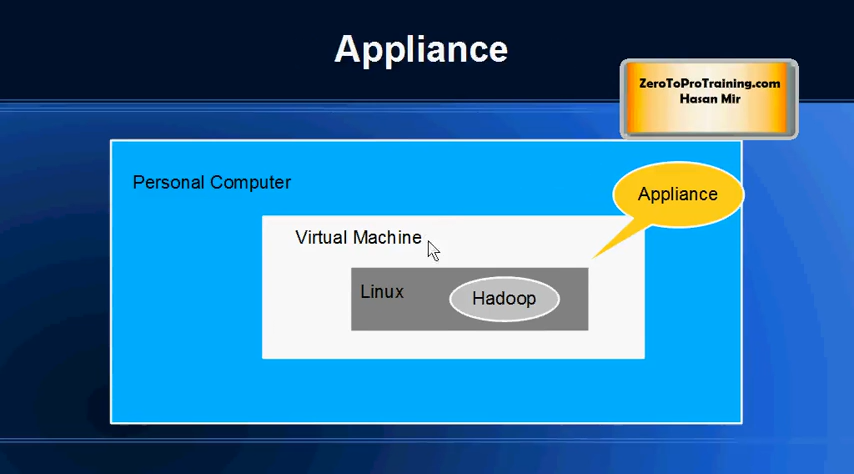 Appliance
ZeroToProTraining.com
Hasan Mir
Personal Computer
Appliance
Virtual Machine
Linux
Hadoop